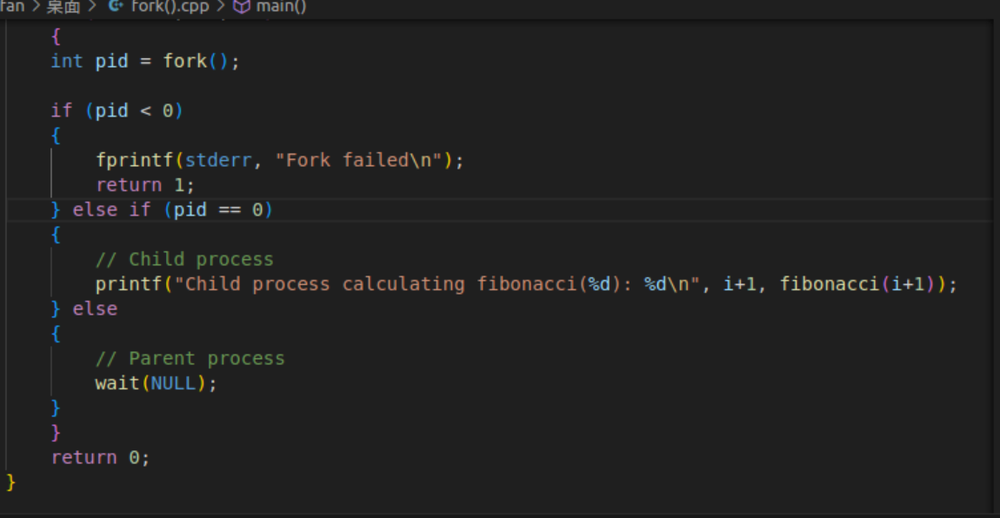 fan > 桌面 > fork().cpp > main()
{
int pid = fork();
if (pid < 0)
{
fprintf(stderr, "Fork failed\n");
return 1;
} else if (pid == 0)
{
// Child process
printf("Child process calculating fibonacci(%d): %d\n", i+1, fibonacci(i+1));
} else
{
// Parent process
wait(NULL);
}
}
return 0;
}